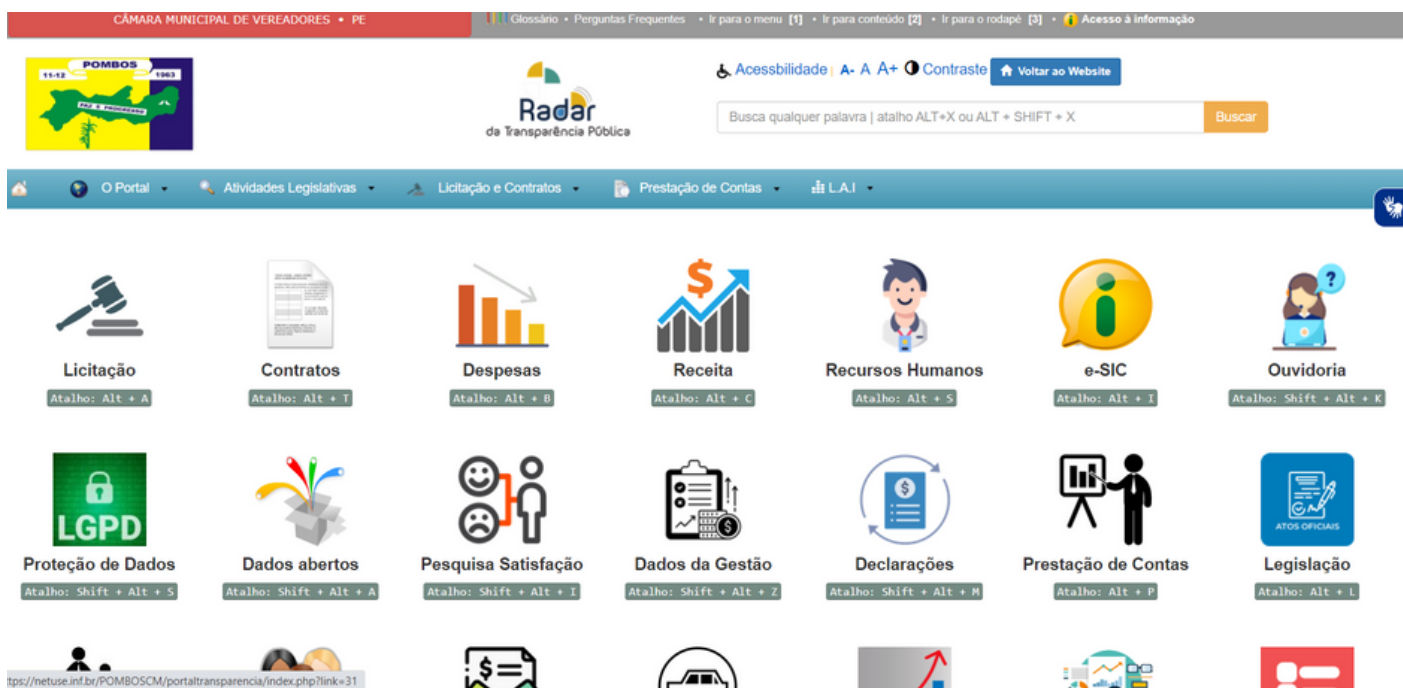 CÂMARA MUNICIPAL DE VEREADORES • PE
Glossário • Perguntas Frequentes • Ir para o menu [1] • Ir para conteúdo [2] • Ir para o rodapé [3] • Acesso à informação
POMBOS
11-12 1963
PAZ E PROGRESSO
Radar
da Transparência Pública
Acessbilidade | A- A A+ Contraste Voltar ao Website
Busca qualquer palavra | atalho ALT+X ou ALT + SHIFT + X Buscar
O Portal Atividades Legislativas Licitação e Contratos Prestação de Contas L.A.I
Licitação Contratos Despesas Receita Recursos Humanos e-SIC Ouvidoria
Atalho: Alt + A Atalho: Alt + T Atalho: Alt + B Atalho: Alt + C Atalho: Alt + S Atalho: Alt + I Atalho: Shift + Alt + K
LGPD
ATOS OFICIAIS
Proteção de Dados Dados abertos Pesquisa Satisfação Dados da Gestão Declarações Prestação de Contas Legislação
Atalho: Shift + Alt + S Atalho: Shift + Alt + A Atalho: Shift + Alt + I Atalho: Shift + Alt + Z Atalho: Shift + Alt + M Atalho: Alt + P Atalho: Alt + L
tps://netuse.inf.br/POMBOSCM/portaltransparencia/index.php?link=31